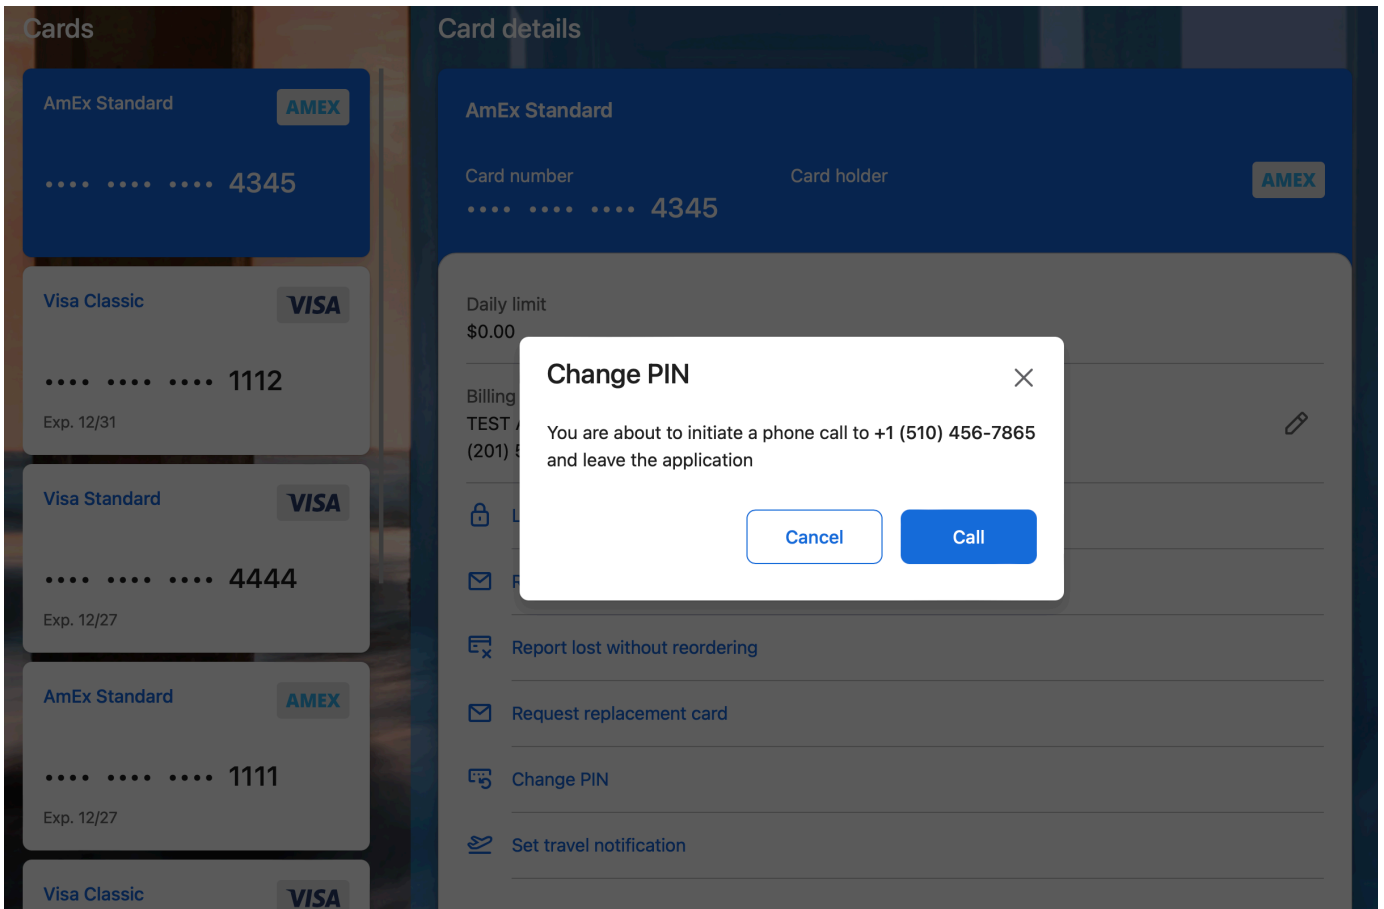 Cards
AmEx Standard
AMEX
•••• •••• •••• 4345
Visa Classic
VISA
•••• •••• •••• 1112
Exp. 12/31
Visa Standard
VISA
•••• •••• •••• 4444
Exp. 12/27
AmEx Standard
AMEX
•••• •••• •••• 1111
Exp. 12/27
Visa Classic
VISA
Card details
AmEx Standard
Card number
•••• •••• •••• 4345
Card holder
AMEX
Daily limit
$0.00
Billing
TEST
(201)
Change PIN
You are about to initiate a phone call to +1 (510) 456-7865
and leave the application
Cancel
Call
Report lost without reordering
Request replacement card
Change PIN
Set travel notification